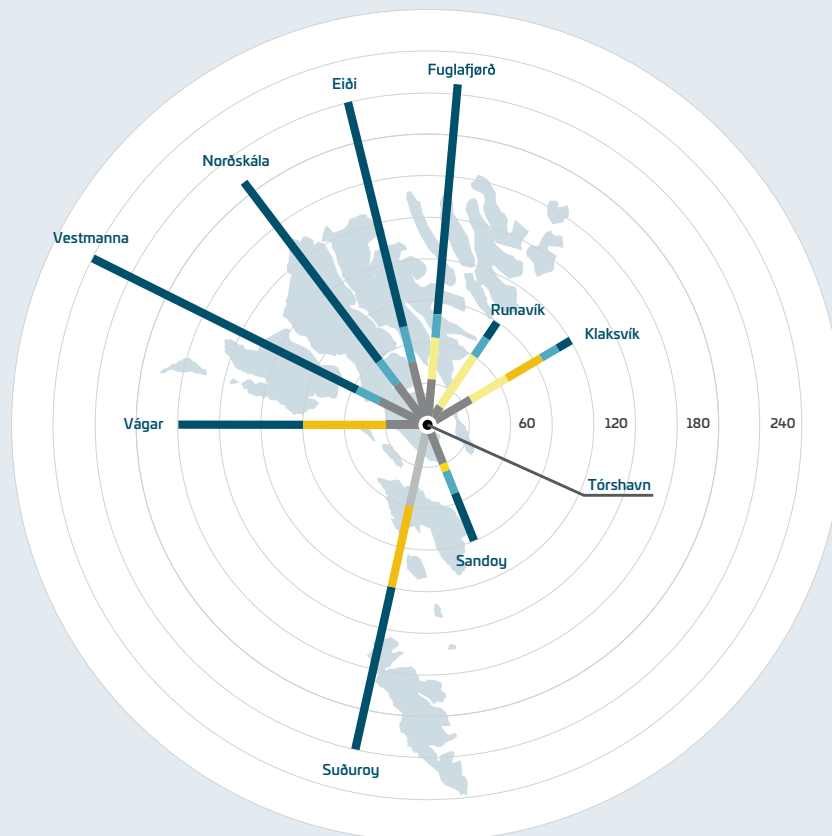 Fuglafjørð
Eiði
Norðskála
Vestmanna
Runavík
Klaksvík
Vágar
60
120
180
240
Tórshavn
Sandoy
Suðuroy